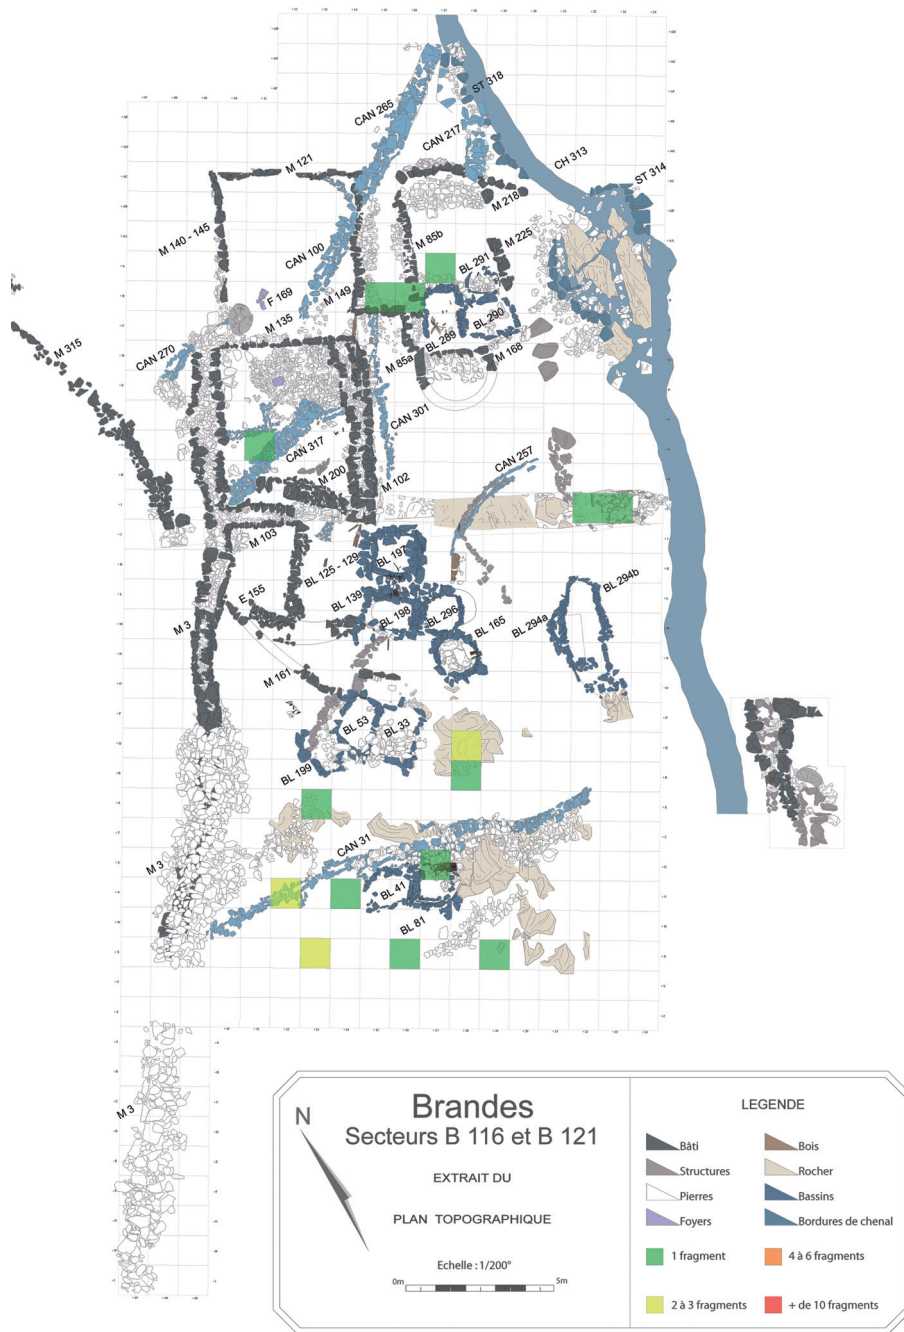 ST 318
CAN 265
CAN 217
CH 313
ST 314
M 121
M 218
M 140 - 145
M 85b
M 225
CAN 100
BL 291
F 169
M 149
BL 290
M 135
BL 289
M 315
CAN 270
M 85a
M 168
CAN 301
CAN 317
CAN 257
M 200
M 102
M 103
BL 197
BL 125 - 129
BL 294b
E 155
BL 139
BL 198
BL 296
M 3
BL 165
BL 294a
M 161
BL 53
BL 33
BL 199
CAN 31
M 3
BL 41
BL 81
M 3
Brandes
Secteurs B 116 et B 121
N
EXTRAIT DU
PLAN TOPOGRAPHIQUE
Echelle : 1/200°
0m 5m
LEGENDE
Bâti
Bois
Structures
Rocher
Pierres
Bassins
Foyers
Bordures de chenal
1 fragment
4 à 6 fragments
2 à 3 fragments
+ de 10 fragments